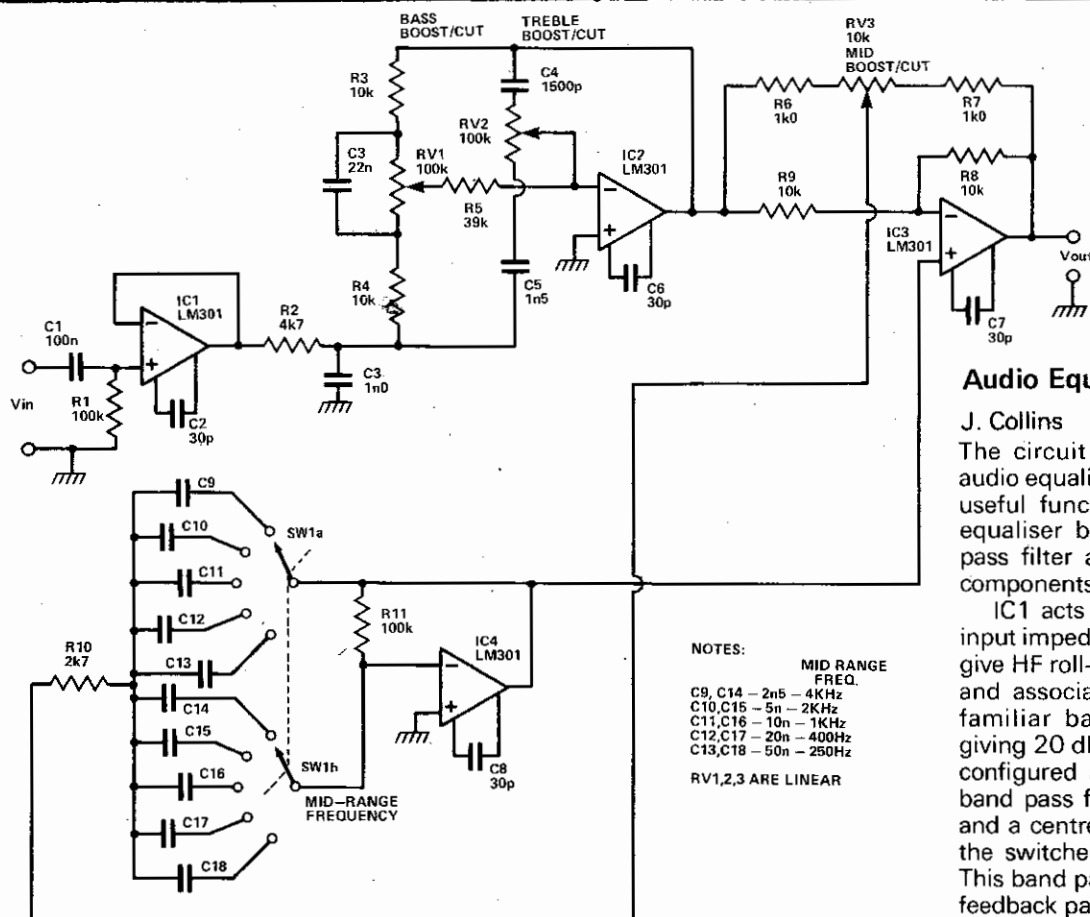 BASS
BOOST/CUT
TREBLE
BOOST/CUT
RV3
10k
MID
BOOST/CUT
R3
10k
C4
1500p
R6
1k0
R7
1k0
C3
22n
RV1
100k
RV2
100k
R5
39k
IC2
LM301
R9
10k
R8
10k
IC3
LM301
Vout
C6
30p
C7
30p
R4
10k
C5
1n5
IC1
LM301
R2
4k7
C3
1n0
C1
100n
Vin
R1
100k
C2
30p
C9
C10
C11
C12
C13
C14
C15
C16
C17
C18
SW1a
SW1b
MID–RANGE
FREQUENCY
R10
2k7
R11
100k
IC4
LM301
C8
30p
NOTES:
MID RANGE
FREQ.
C9, C14 – 2n5 – 4KHz
C10,C15 – 5n – 2KHz
C11,C16 – 10n – 1KHz
C12,C17 – 20n – 400Hz
C13,C18 – 50n – 250Hz
RV1,2,3 ARE LINEAR
Audio Equ
J. Collins
The circuit
audio equali
useful func
equaliser b
pass filter a
components
IC1 acts
input imped
give HF roll-
and associa
familiar ba
giving 20 dB
configured
band pass f
and a centre
the switche
This band pa
feedback pa